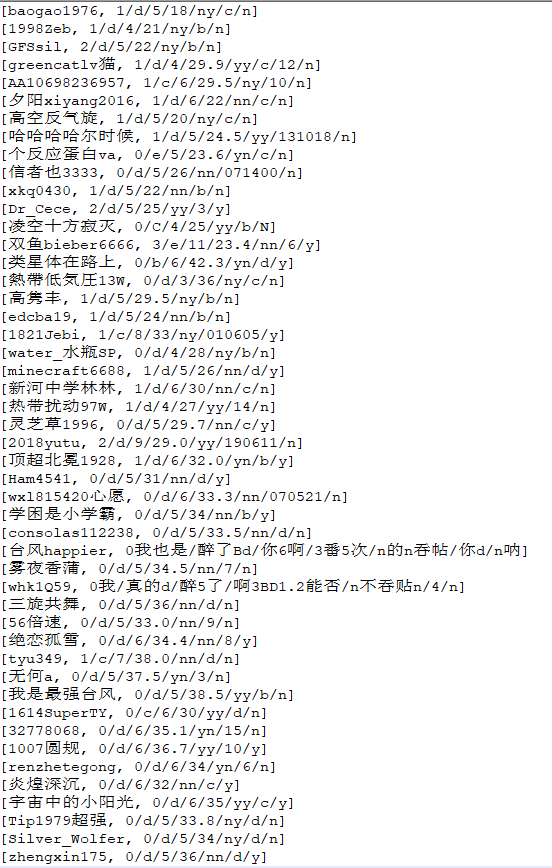 [baogao1976, 1/d/5/18/ny/c/n]
[1998Zeb, 1/d/4/21/ny/b/n]
[GFSsil, 2/d/5/22/ny/b/n]
[greencatlv猫, 1/d/4/29.9/yy/c/12/n]
[AA10698236957, 1/c/6/29.5/ny/10/n]
[夕阳xiyang2016, 1/d/6/22/nn/c/n]
[高空反气旋, 1/d/5/20/ny/c/n]
[哈哈哈哈尔时候, 1/d/5/24.5/yy/131018/n]
[个反应蛋白va, 0/e/5/23.6/yn/c/n]
[信者也3333, 0/d/5/26/nn/071400/n]
[xkq0430, 1/d/5/22/nn/b/n]
[Dr_Cece, 2/d/5/25/yy/3/y]
[凌空十方寂灭, 0/C/4/25/yy/b/N]
[双鱼bieber6666, 3/e/11/23.4/nn/6/y]
[类星体在路上, 0/b/6/42.3/yn/d/y]
[熱帶低気圧13W, 0/d/3/36/ny/c/n]
[高隽丰, 1/d/5/29.5/ny/b/n]
[edcba19, 1/d/5/24/nn/b/n]
[1821Jebi, 1/c/8/33/ny/010605/y]
[water_水瓶SP, 0/d/4/28/ny/b/n]
[minecraft6688, 1/d/5/26/nn/d/y]
[新河中学林林, 1/d/6/30/nn/c/n]
[热带扰动97W, 1/d/4/27/yy/14/n]
[灵芝草1996, 0/d/5/29.7/nn/c/y]
[2018yutu, 2/d/9/29.0/yy/190611/n]
[顶超北冕1928, 1/d/6/32.0/yn/b/y]
[Ham4541, 0/d/5/31/nn/d/y]
[wxl815420心愿, 0/d/6/33.3/nn/070521/n]
[学困是小学霸, 0/d/5/34/nn/b/y]
[consolas112238, 0/d/5/33.5/nn/d/n]
[台风happier, 0我也是/醉了Bd/你6啊/3番5次/n的n吞帖/你d/n呐]
[雾夜香蒲, 0/d/5/34.5/nn/7/n]
[whk1Q59, 0我/真的d/醉5了/啊3BD1.2能否/n不吞贴n/4/n]
[三旋共舞, 0/d/5/36/nn/d/n]
[56倍速, 0/d/5/33.0/nn/9/n]
[绝恋孤雪, 0/d/6/34.4/nn/8/y]
[tyu349, 1/c/7/38.0/nn/d/n]
[无何a, 0/d/5/37.5/yn/3/n]
[我是最强台风, 0/d/5/38.5/yy/b/n]
[1614SuperTY, 0/c/6/30/yy/d/n]
[32778068, 0/d/6/35.1/yn/15/n]
[1007圆规, 0/d/6/36.7/yy/10/y]
[renzhetegong, 0/d/6/34/yn/6/n]
[炎煌深沉, 0/d/6/32/nn/c/y]
[宇宙中的小阳光, 0/d/6/35/yy/c/y]
[Tip1979超强, 0/d/5/33.8/ny/d/n]
[Silver_Wolfer, 0/d/5/34/ny/d/n]
[zhengxin175, 0/d/5/36/nn/d/y]